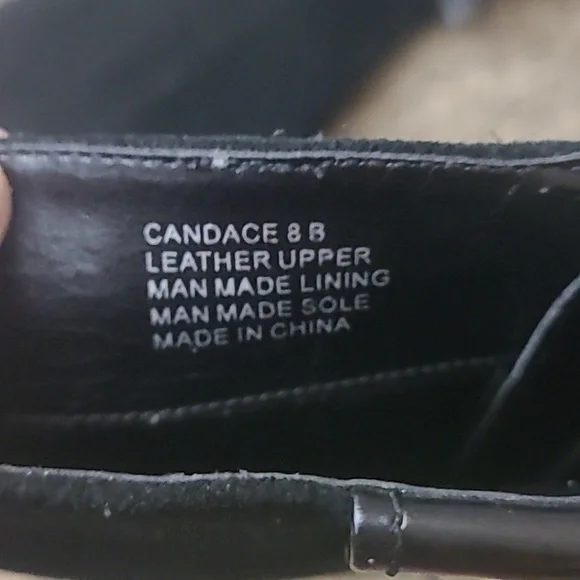 CANDACE 8 B
LEATHER UPPER
MAN MADE LINING
MAN MADE SOLE
MADE IN CHINA